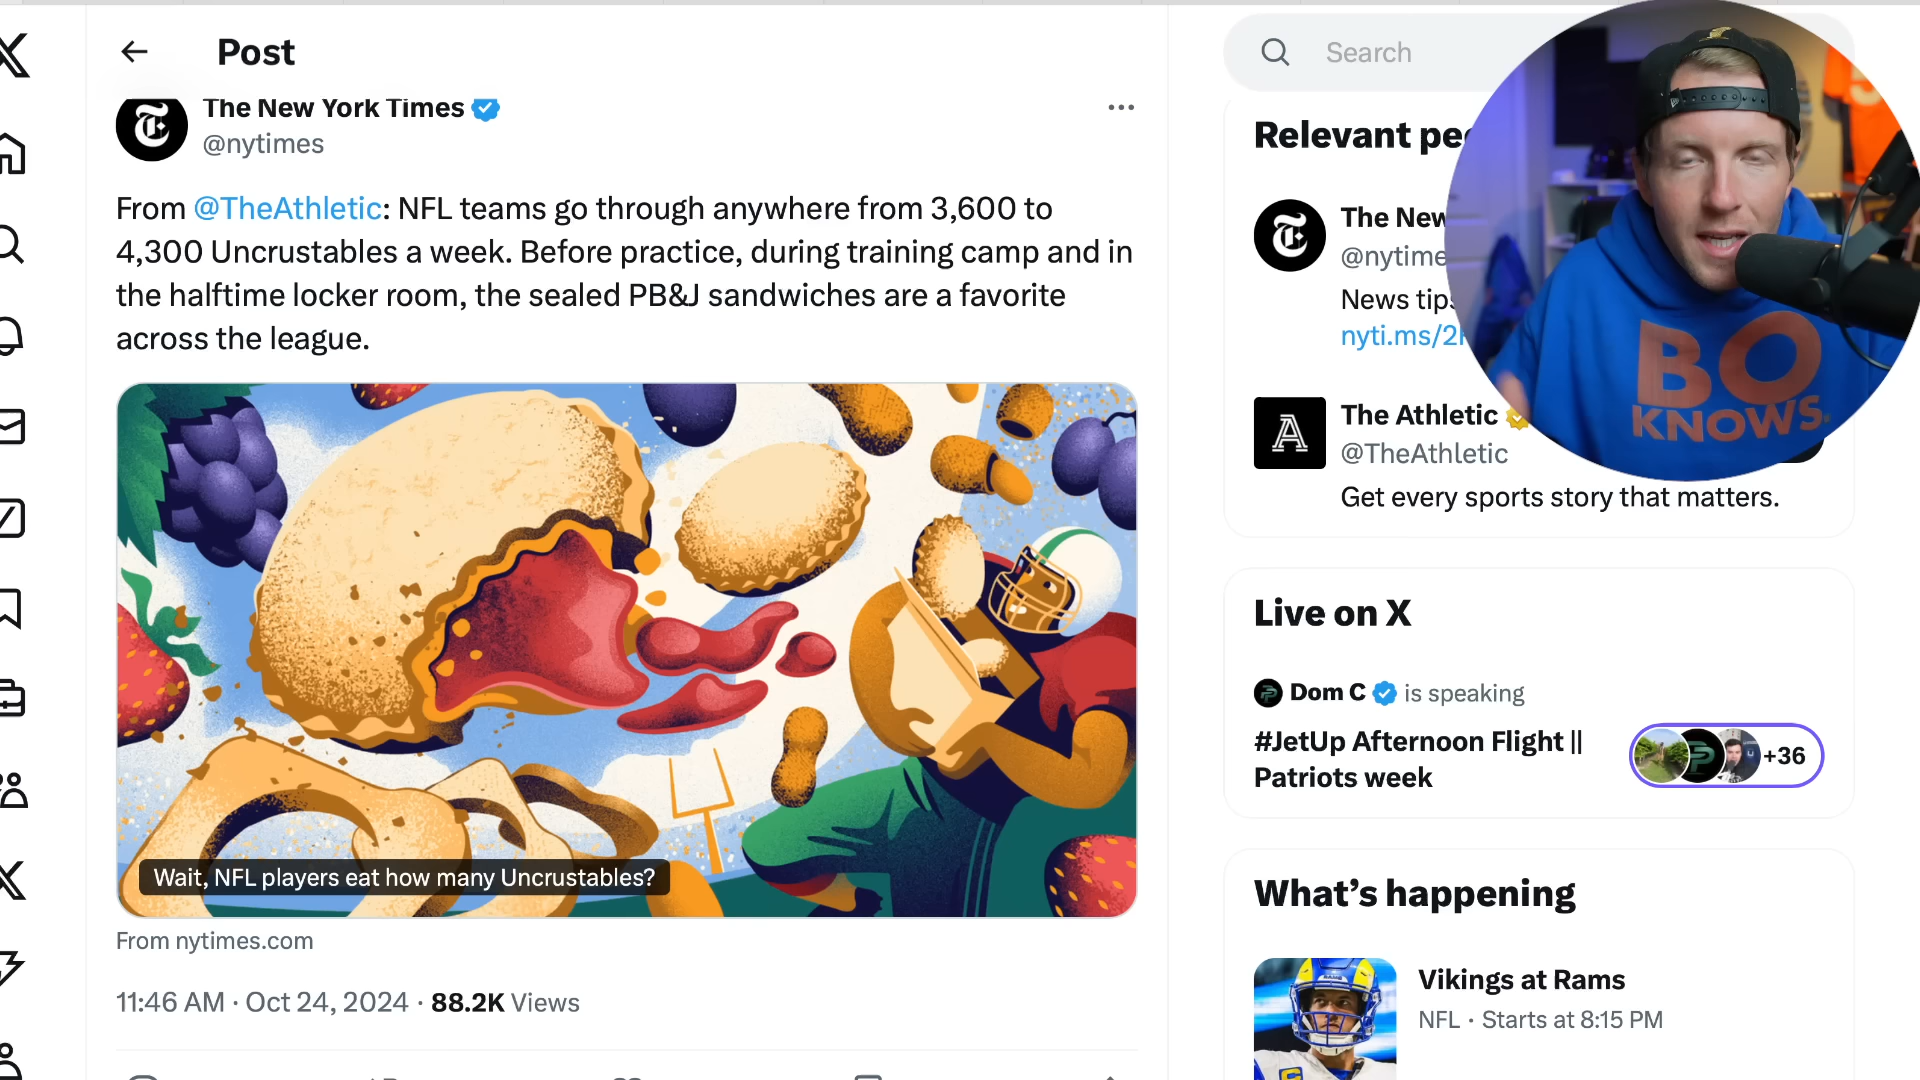 Post
Search
The New York Times
@nytimes
From @TheAthletic: NFL teams go through anywhere from 3,600 to
4,300 Uncrustables a week. Before practice, during training camp and in
the halftime locker room, the sealed PB&J sandwiches are a favorite
across the league.
Wait, NFL players eat how many Uncrustables?
From nytimes.com
11:46 AM · Oct 24, 2024 · 88.2K Views
Relevant
The New
@nytime
News tips
nyti.ms/2
The Athletic
@TheAthletic
Get every sports story that matters.
BO
KNOWS.
Live on X
Dom C is speaking
#JetUp Afternoon Flight ||
Patriots week
+36
What's happening
Vikings at Rams
NFL · Starts at 8:15 PM
RAMS